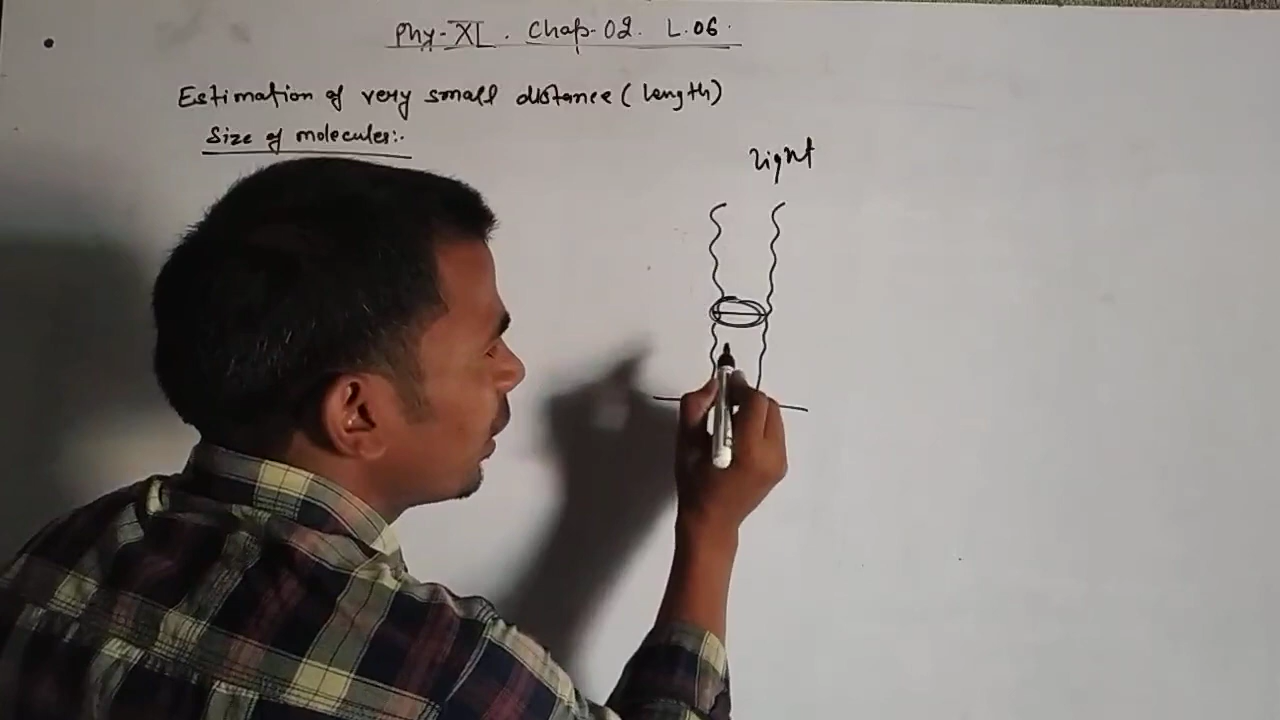 Phy-XI. Chap-02. L.06.
Estimation of very small distance (length)
Size of molecules:-
light